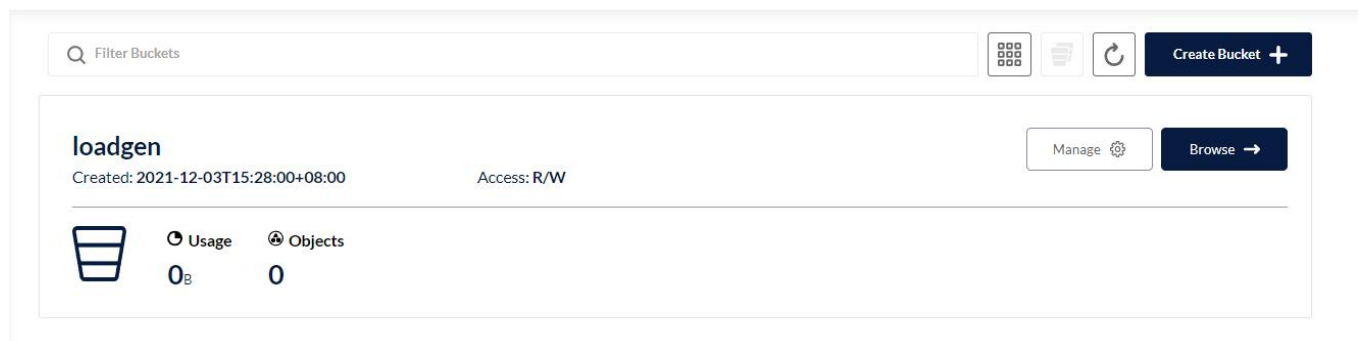 Filter Buckets
Create Bucket
loadgen
Manage
Browse
Created: 2021-12-03T15:28:00+08:00 Access: R/W
Usage Objects
0B 0